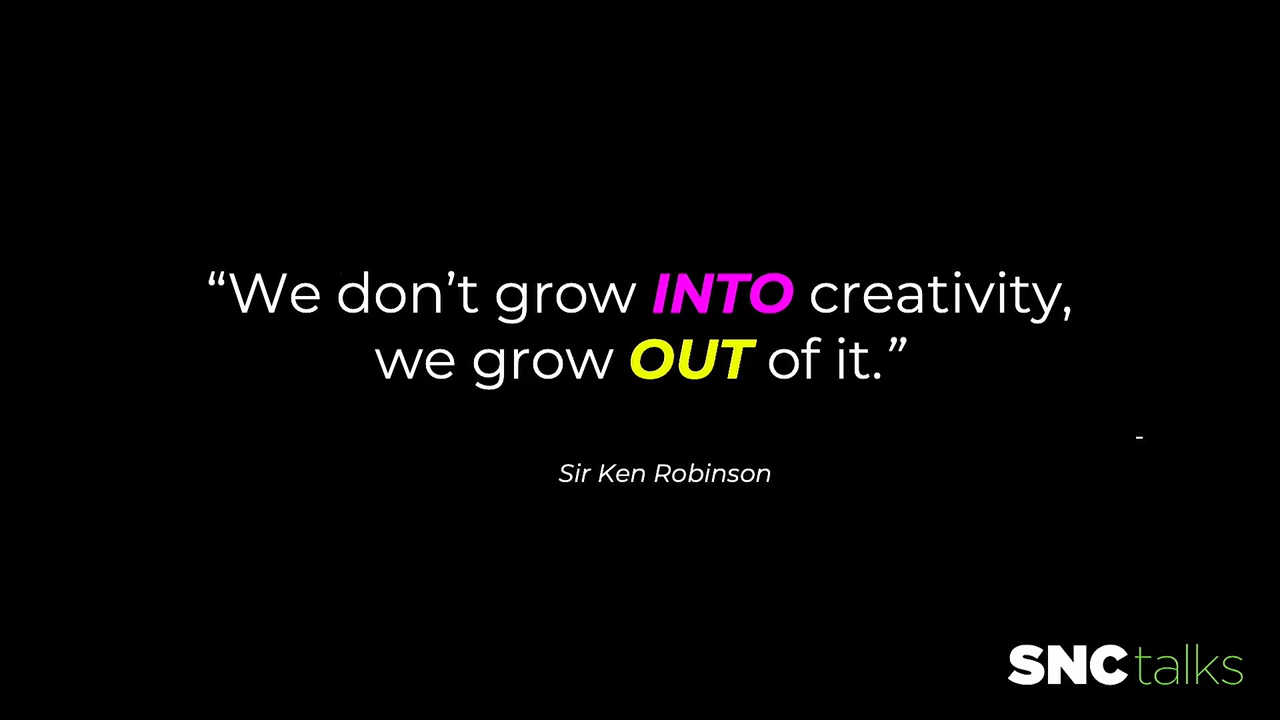 “We don’t grow INTO creativity,
we grow OUT of it.”
-
Sir Ken Robinson
SNCtalks